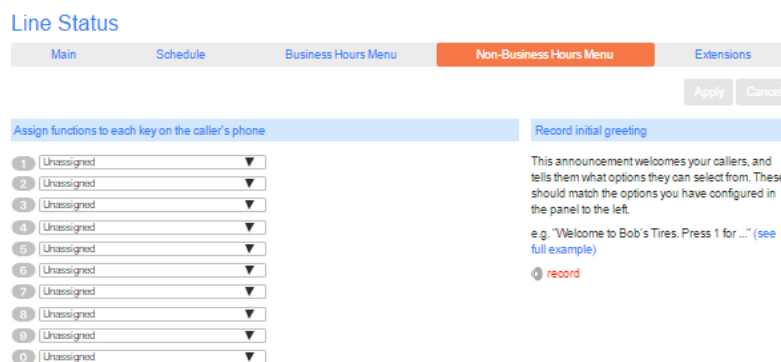 Line Status
Main Schedule Business Hours Menu Non-Business Hours Menu Extensions
Apply Cancel
Assign functions to each key on the caller's phone
1 Unassigned
2 Unassigned
3 Unassigned
4 Unassigned
5 Unassigned
6 Unassigned
7 Unassigned
8 Unassigned
9 Unassigned
0 Unassigned
Record initial greeting
This announcement welcomes your callers, and
tells them what options they can select from. These
should match the options you have configured in
the panel to the left.
e.g. "Welcome to Bob's Tires. Press 1 for ..." (see
full example)
record